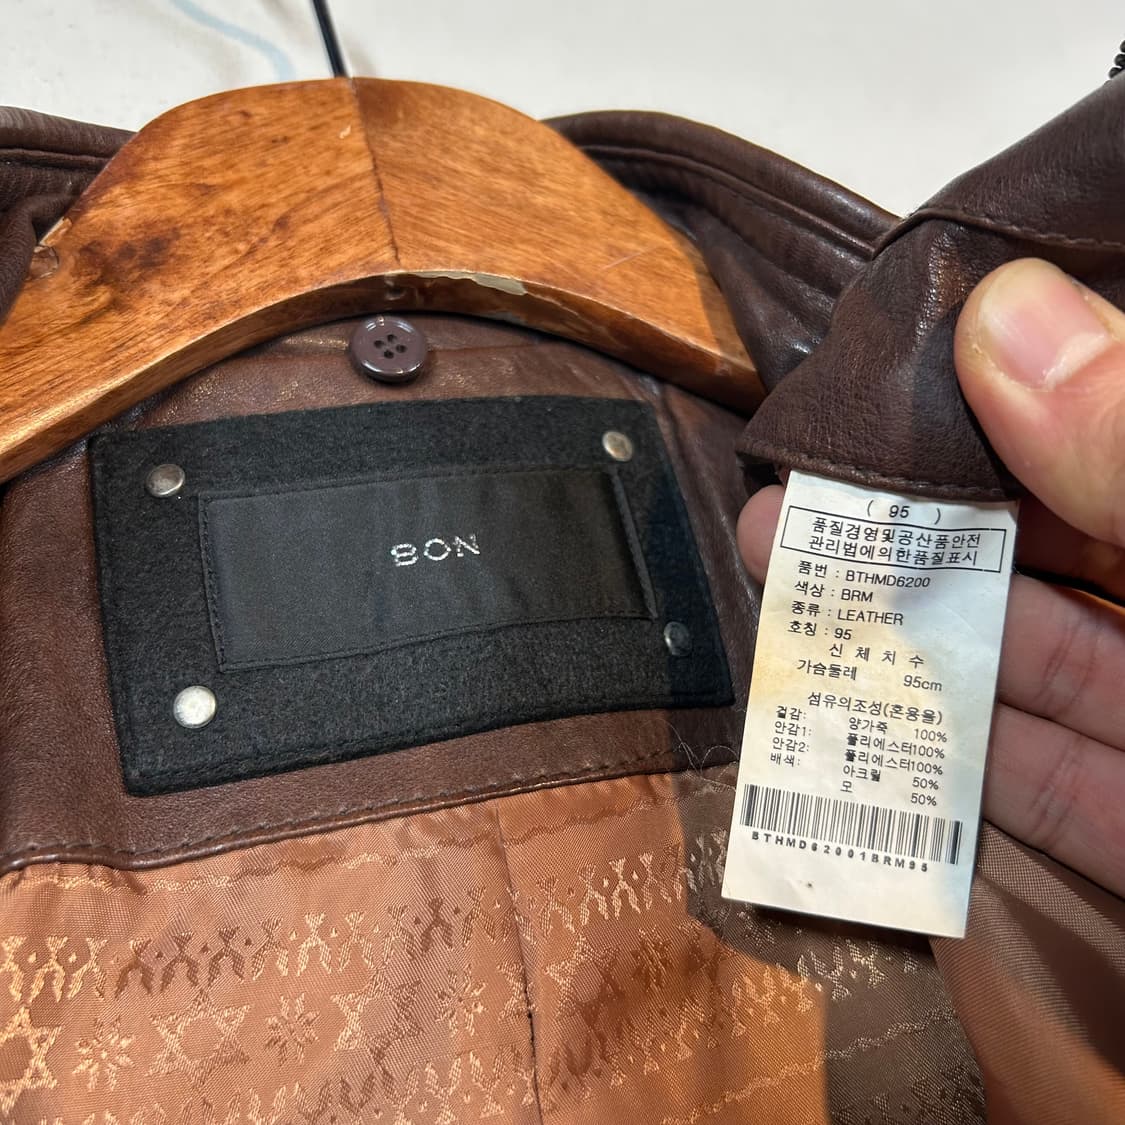 BON
( 95 )
품질경영및공산품안전
관리법에의한품질표시
품번 : BTHMD6200
색상 : BRM
종류 : LEATHER
호칭 : 95
신 체 치 수
가슴둘레 95cm
섬유의조성(혼용율)
겉감: 양가죽 100%
안감1: 폴리에스터100%
안감2: 폴리에스터100%
배색: 아크릴 50%
모 50%
BTHMD62001BRM95